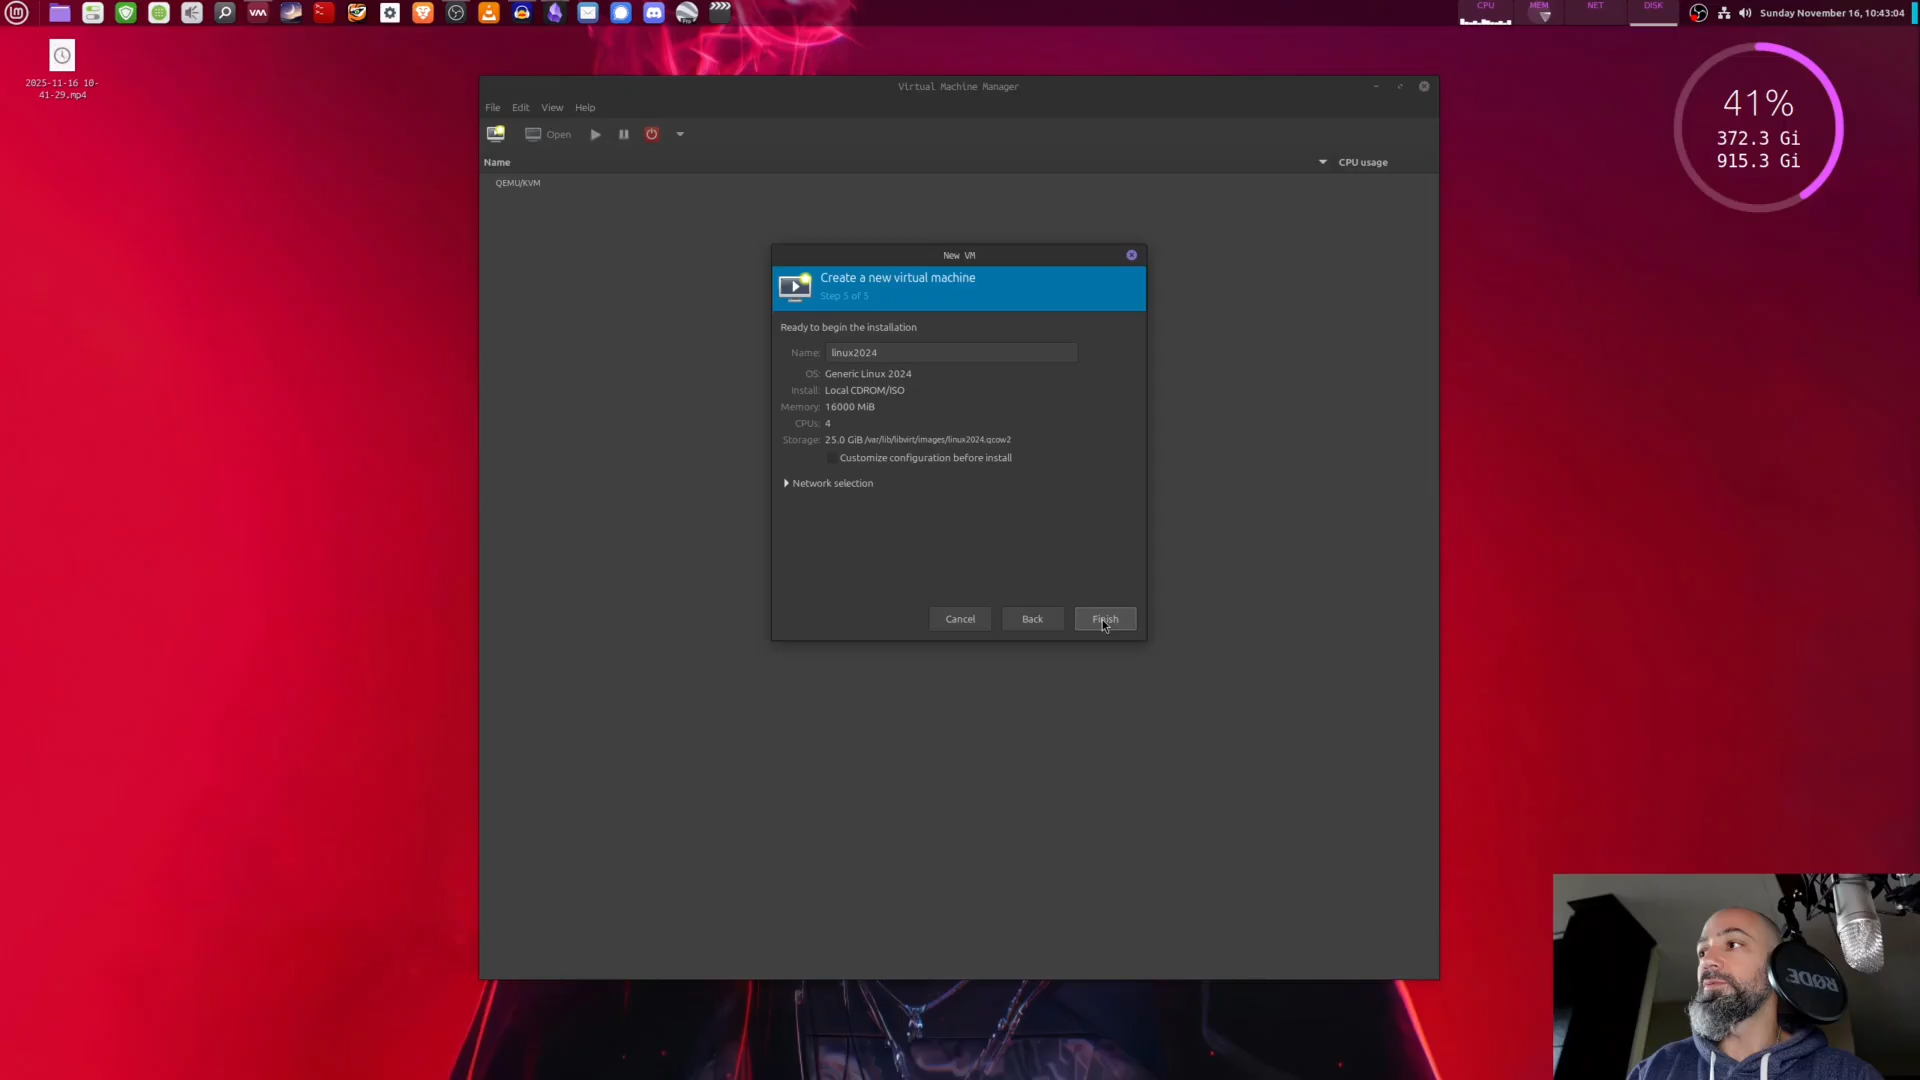 CPU
MEM
NET
DISK
Sunday November 16, 10:43:04
2025-11-16 10-
41-29.mp4
41%
372.3 Gi
915.3 Gi
Virtual Machine Manager
File Edit View Help
Open
Name
CPU usage
QEMU/KVM
New VM
Create a new virtual machine
Step 5 of 5
Ready to begin the installation
Name: linux2024
OS: Generic Linux 2024
Install: Local CDROM/ISO
Memory: 16000 MiB
CPUs: 4
Storage: 25.0 GiB /var/lib/libvirt/images/linux2024.qcow2
Customize configuration before install
Network selection
Cancel
Back
Finish
RØDE